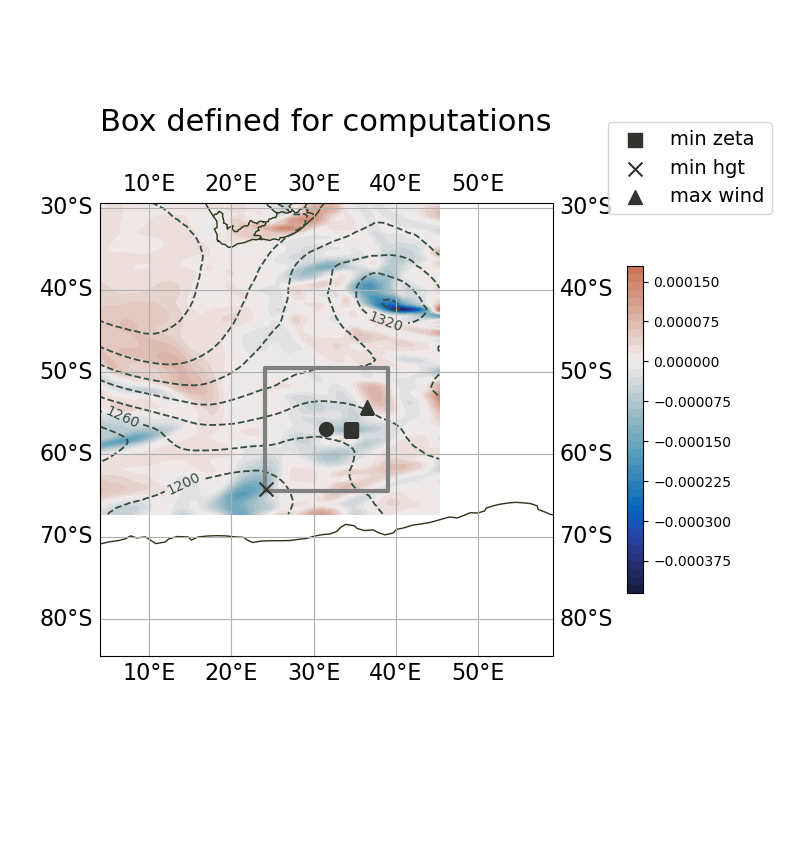 Box defined for computations
min zeta
min hgt
max wind
10°E 20°E 30°E 40°E 50°E
30°S 30°S
40°S 40°S
50°S 50°S
60°S 60°S
70°S 70°S
80°S 80°S
10°E 20°E 30°E 40°E 50°E
1320
1260
1200
0.000150
0.000075
0.000000
−0.000075
−0.000150
−0.000225
−0.000300
−0.000375